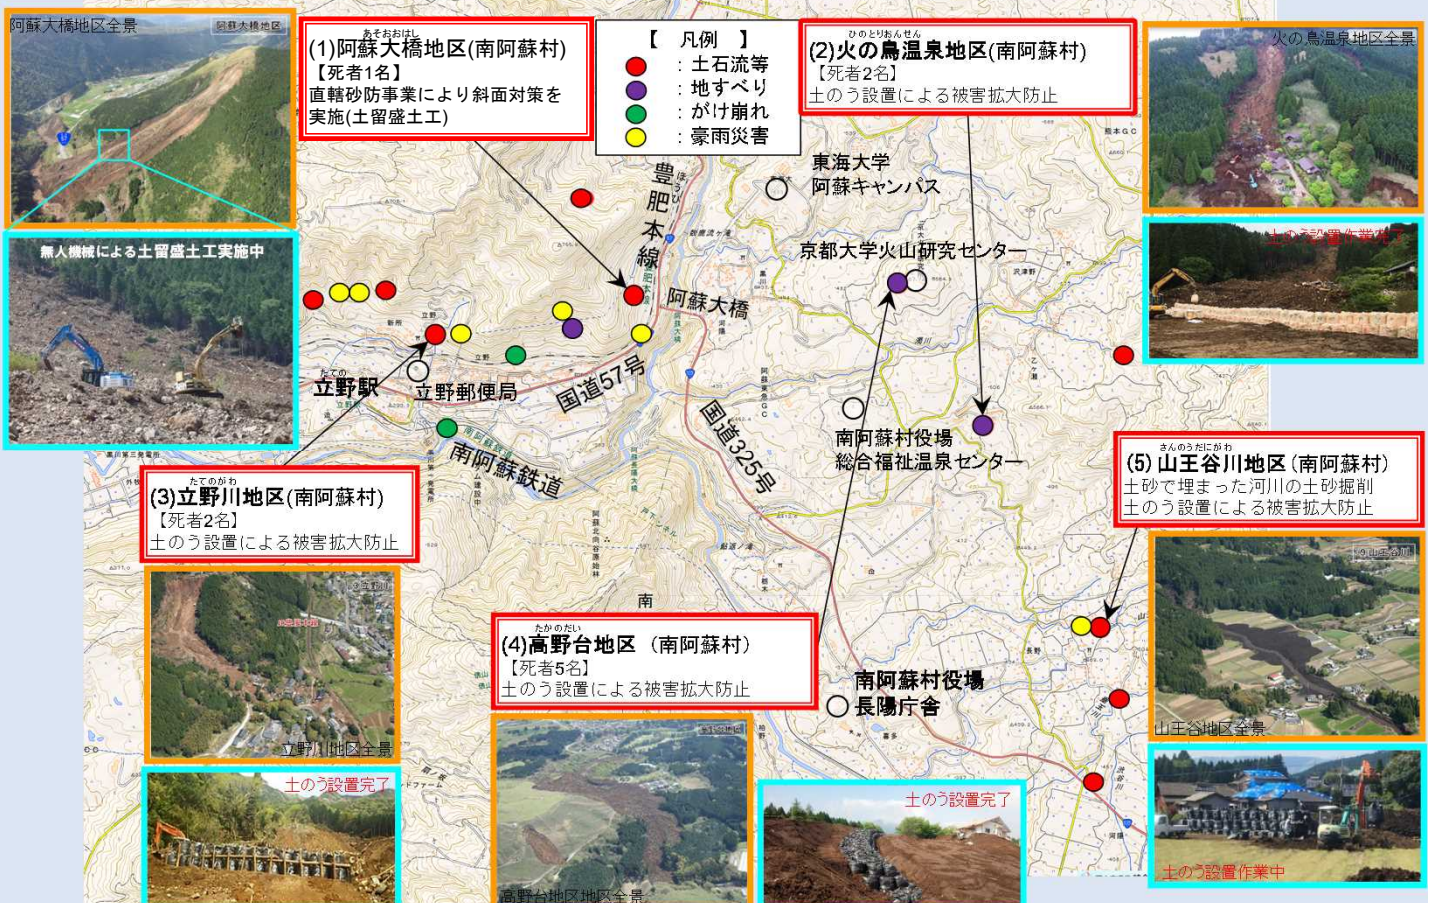 阿蘇大橋地区全景
阿蘇大橋地区
無人機械による土留盛土工実施中
あそおおはし
(1)阿蘇大橋地区(南阿蘇村)
【死者1名】
直轄砂防事業により斜面対策を
実施(土留盛土工)
【 凡例 】
：土石流等
：地すべり
：がけ崩れ
：豪雨災害
ひのとりおんせん
(2)火の鳥温泉地区(南阿蘇村)
【死者2名】
土のう設置による被害拡大防止
火の鳥温泉地区全景
土のう設置作業完了
東海大学
阿蘇キャンパス
京都大学火山研究センター
ほうひ
豊肥本線
阿蘇大橋
国道57号
国道325号
たての
立野駅
立野郵便局
南阿蘇鉄道
南阿蘇村役場
総合福祉温泉センター
たてのがわ
(3)立野川地区(南阿蘇村)
【死者2名】
土のう設置による被害拡大防止
立野川地区全景
土のう設置完了
たかのだい
(4)高野台地区（南阿蘇村）
【死者5名】
土のう設置による被害拡大防止
高野台地区地区全景
土のう設置完了
南阿蘇村役場
長陽庁舎
さんのうだにがわ
(5)山王谷川地区(南阿蘇村)
土砂で埋まった河川の土砂掘削
土のう設置による被害拡大防止
山王谷地区全景
土のう設置作業中